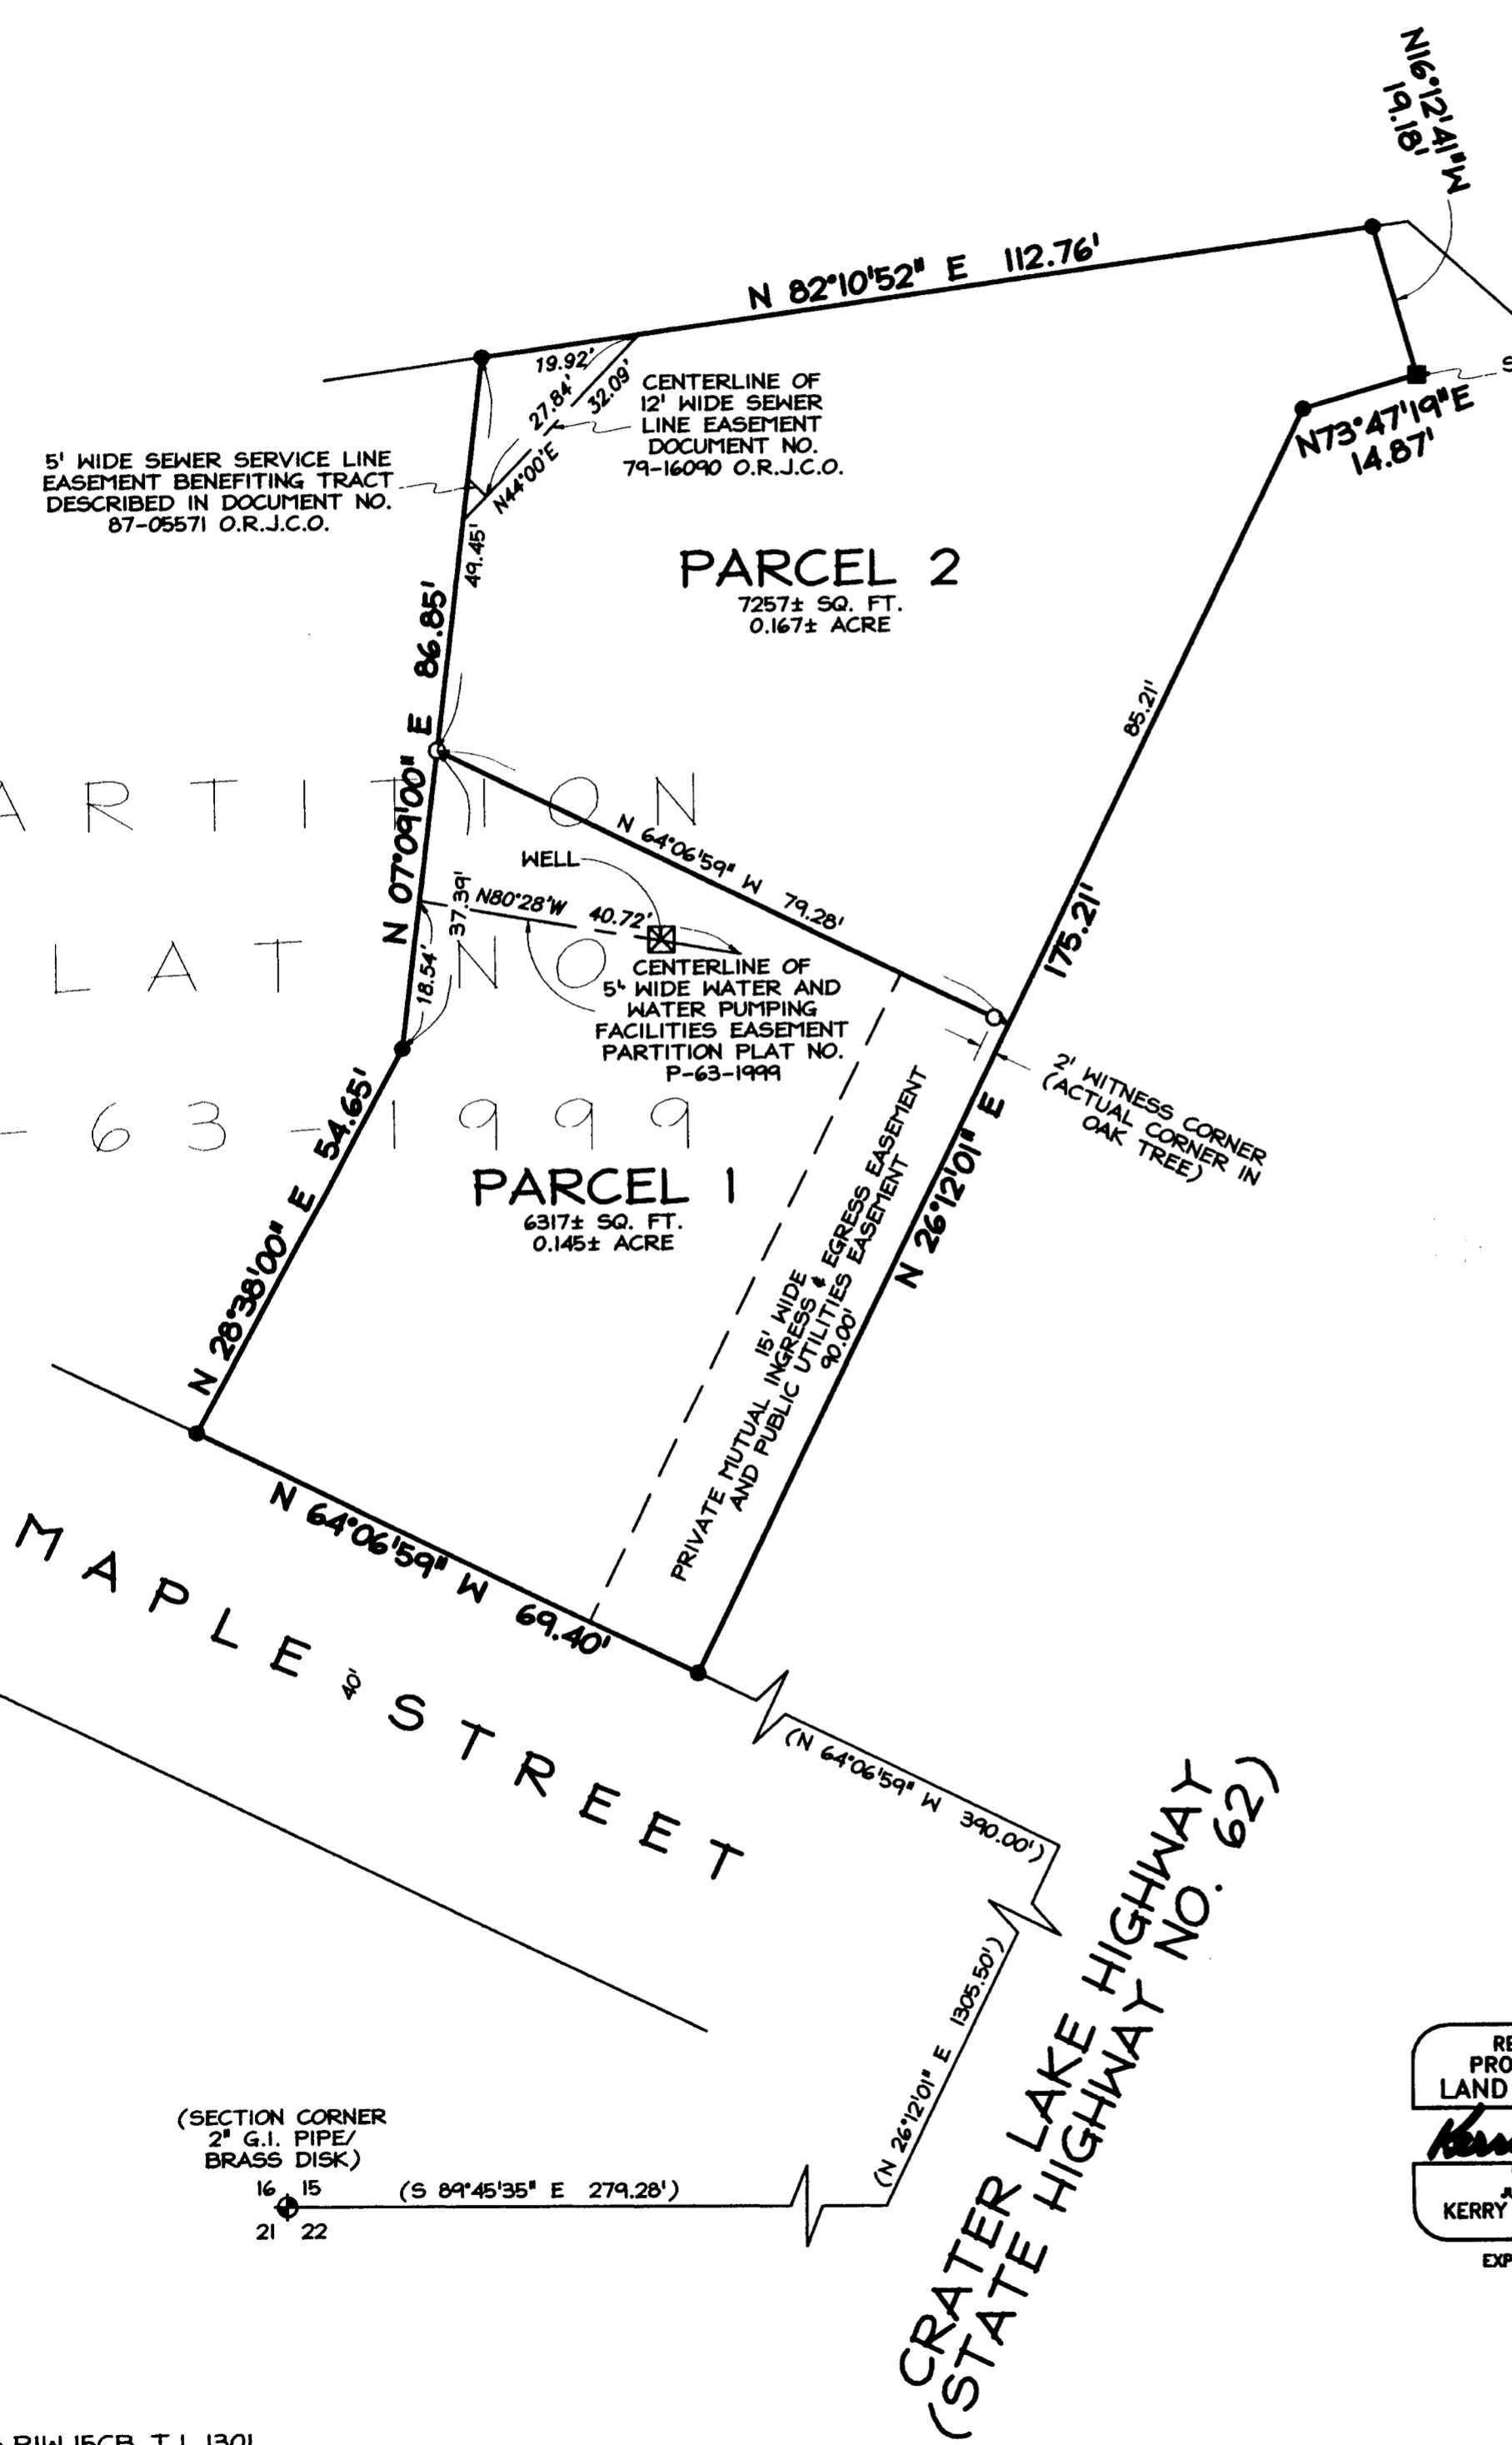 N16°12'41"W
19.18'
N 82°10'52" E 112.76'
19.92'
27.84'
32.09'
N44°00'E
CENTERLINE OF
12' WIDE SEWER
LINE EASEMENT
DOCUMENT NO.
79-16090 O.R.J.C.O.
S
N73°47'19"E
14.87'
5' WIDE SEWER SERVICE LINE
EASEMENT BENEFITING TRACT
DESCRIBED IN DOCUMENT NO.
87-05571 O.R.J.C.O.
49.45'
PARCEL 2
7257± SQ. FT.
0.167± ACRE
N 07°09'00" E 86.85'
85.21'
ARTITION
LAT NO
-63-1999
N 64°06'59" W 79.28'
WELL
N80°28'W 40.72'
37.39'
18.54'
CENTERLINE OF
5' WIDE WATER AND
WATER PUMPING
FACILITIES EASEMENT
PARTITION PLAT NO.
P-63-1999
N 26°12'01" E 175.21'
2' WITNESS CORNER
(ACTUAL CORNER IN
OAK TREE)
N 28°38'00" E 54.65'
PARCEL 1
6317± SQ. FT.
0.145± ACRE
15' WIDE
PRIVATE MUTUAL INGRESS & EGRESS EASEMENT
AND PUBLIC UTILITIES EASEMENT
90.00'
N 64°06'59" W 69.40'
MAPLE STREET
40'
(N 64°06'59" W 390.00')
(N 26°12'01" E 1305.50')
CRATER LAKE HIGHWAY
(STATE HIGHWAY NO. 62)
(SECTION CORNER
2" G.I. PIPE/
BRASS DISK)
16 15
21 22
(S 89°45'35" E 279.28')
RE
PRO
LAND
KERRY
EXP
R1W 15CB T.L. 1301